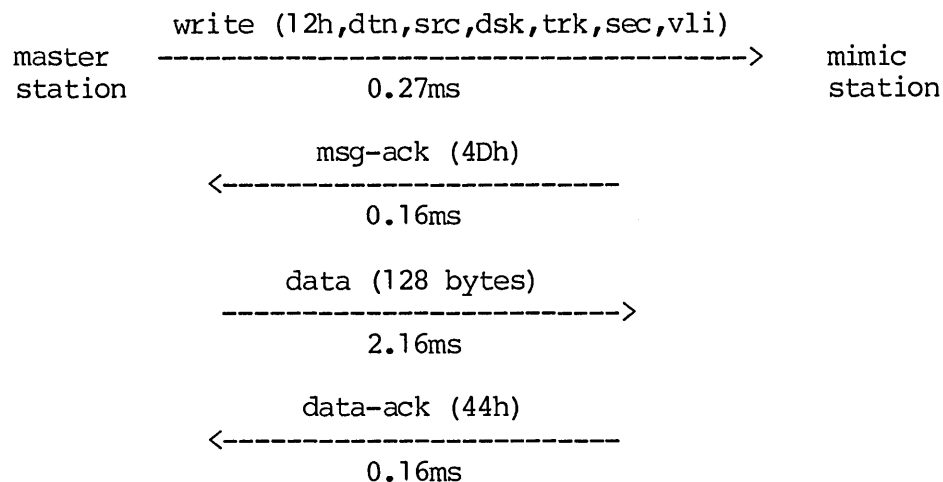 write (12h,dtn,src,dsk,trk,sec,vli)
master ------------------------------------> mimic
station 0.27ms station
msg-ack (4Dh)
<------------------------
0.16ms
data (128 bytes)
------------------------->
2.16ms
data-ack (44h)
<------------------------
0.16ms